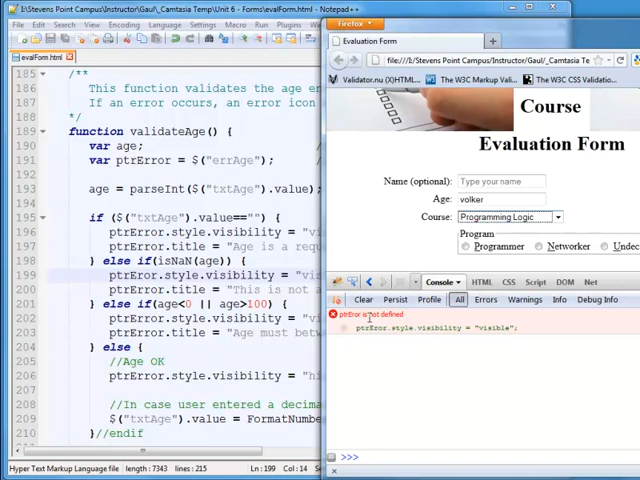 I:\Stevens Point Campus\Instructor\Gaul\_Camtasia Temp\Unit 6 - Forms\evalForm.html - Notepad++
File Edit Search View Encoding Language Settings Macro Run Plugins
evalForm.html
185 /**
186 This function validates the age en
187 If an error occurs, an error icon
188 */
189 function validateAge() {
190 var age;
191 var ptrError = $("errAge");
192
193 age = parseInt($("txtAge").value);
194
195 if ($("txtAge").value=="") {
196 ptrError.style.visibility = "vi
197 ptrError.title = "Age is a requ
198 } else if(isNaN(age)) {
199 ptrEror.style.visibility = "vis
200 ptrError.title = "This is not a
201 } else if(age<0 || age>100) {
202 ptrError.style.visibility = "vi
203 ptrError.title = "Age must betw
204 } else {
205 //Age OK
206 ptrError.style.visibility = "hi
207
208 //In case user entered a decima
209 $("txtAge").value = FormatNumbe
210 }//endif
Hyper Text Markup Language file length : 7343 lines : 215 Ln : 199 Col : 14
Firefox
Evaluation Form
file:///I:/Stevens Point Campus/Instructor/Gaul/_Camtasia Te
Validator.nu (X)HTML... The W3C Markup Vali... The W3C CSS Validatio...
Course
Evaluation Form
Name (optional): Type your name
Age: volker
Course: Programming Logic
Program
Programmer Networker Undec
Console HTML CSS Script DOM Net
Clear Persist Profile All Errors Warnings Info Debug Info
ptrEror is not defined
ptrEror.style.visibility = "visible";
>>>